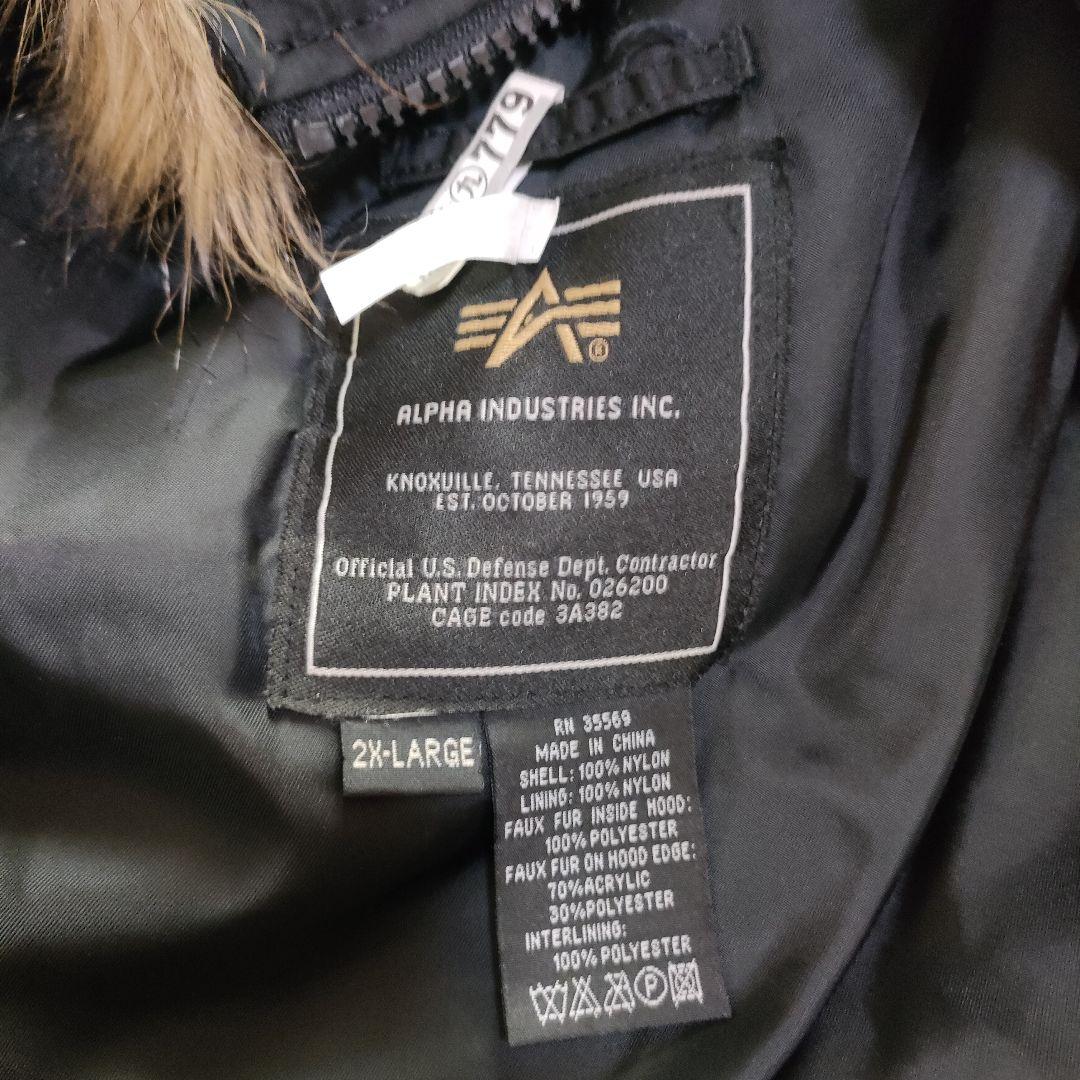 779
ALPHA INDUSTRIES INC.
KNOXVILLE, TENNESSEE USA
EST. OCTOBER 1959
Official U.S. Defense Dept. Contractor
PLANT INDEX No. 026200
CAGE code 3A382
2X-LARGE
RN 35569
MADE IN CHINA
SHELL: 100% NYLON
LINING: 100% NYLON
FAUX FUR INSIDE HOOD:
100% POLYESTER
FAUX FUR ON HOOD EDGE:
70% ACRYLIC
30% POLYESTER
INTERLINING:
100% POLYESTER